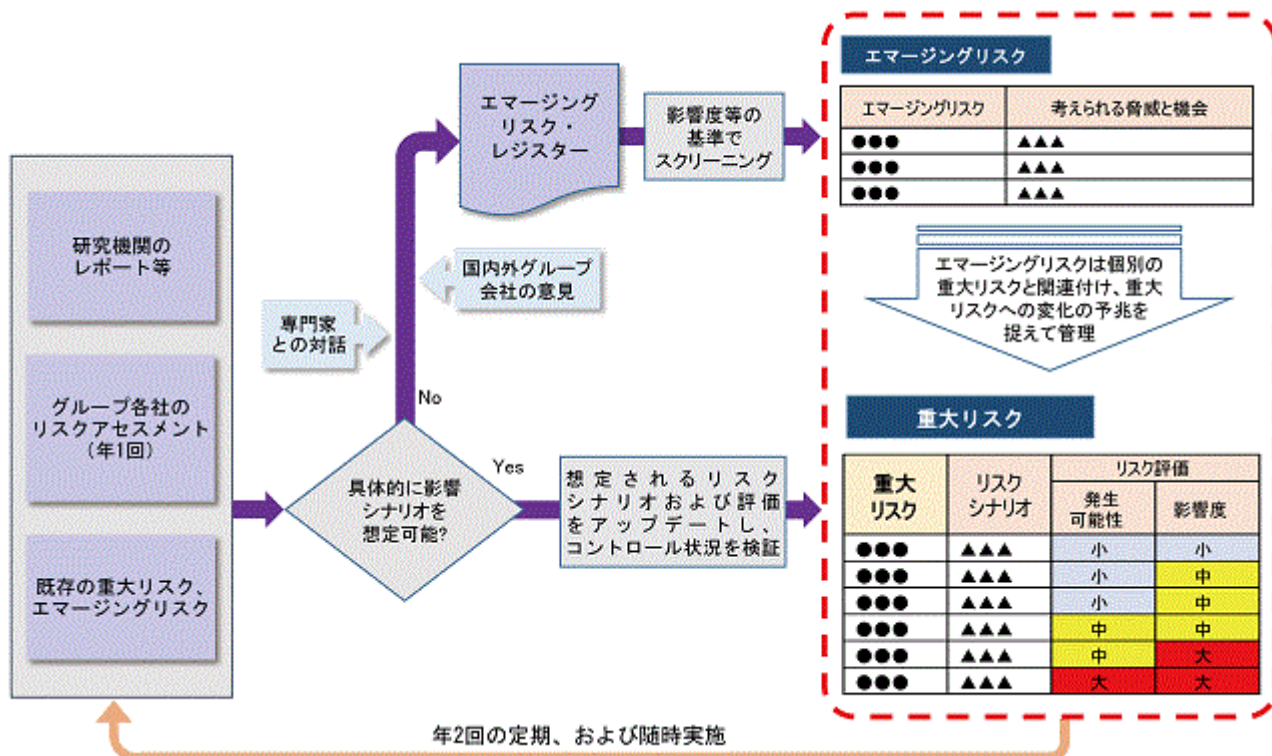 研究機関の
レポート等
グループ各社の
リスクアセスメント
(年1回)
既存の重大リスク、
エマージングリスク
具体的に影響
シナリオを
想定可能?
No
Yes
専門家
との対話
国内外グループ
会社の意見
エマージング
リスク・
レジスター
影響度等の
基準で
スクリーニング
想定されるリスク
シナリオおよび評価
をアップデートし、
コントロール状況を検証
エマージングリスク
エマージングリスク 考えられる脅威と機会
●●● ▲▲▲
●●● ▲▲▲
●●● ▲▲▲
エマージングリスクは個別の
重大リスクと関連付け、重大
リスクへの変化の予兆を
捉えて管理
重大リスク
重大
リスク
リスク
シナリオ
リスク評価
発生
可能性
影響度
●●● ▲▲▲ 小 小
●●● ▲▲▲ 小 中
●●● ▲▲▲ 小 中
●●● ▲▲▲ 中 中
●●● ▲▲▲ 中 大
●●● ▲▲▲ 大 大
年2回の定期、および随時実施